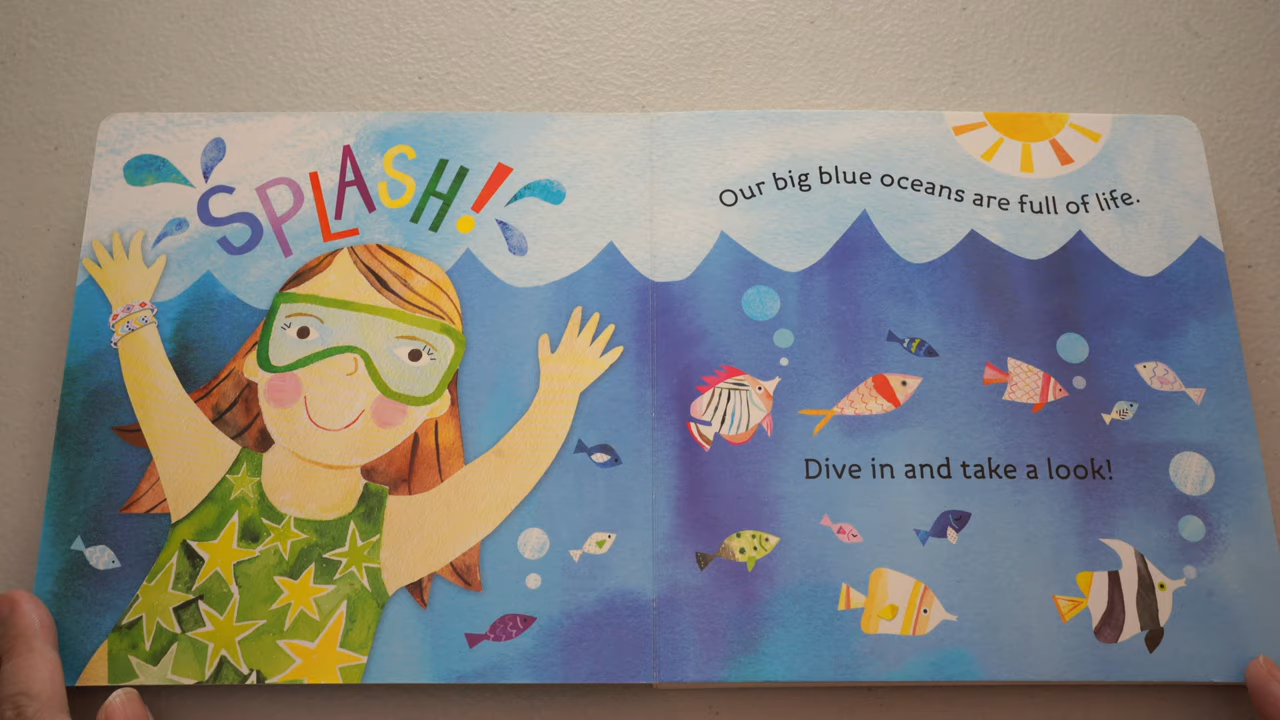 SPLASH!
Our big blue oceans are full of life.
Dive in and take a look!